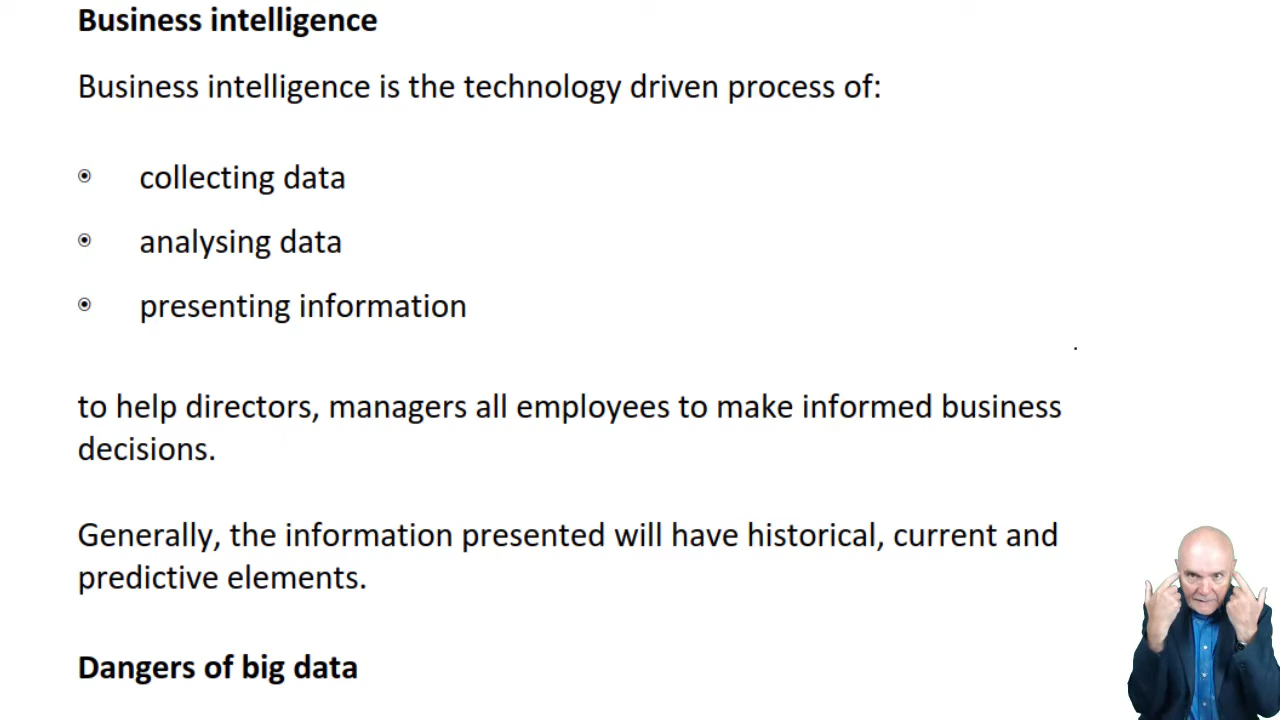 Business intelligence
Business intelligence is the technology driven process of:
collecting data
analysing data
presenting information
to help directors, managers all employees to make informed business
decisions.
Generally, the information presented will have historical, current and
predictive elements.
Dangers of big data